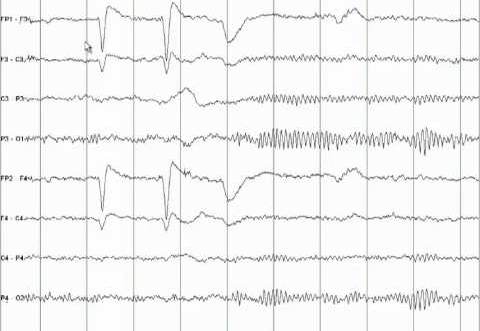 FP1 - F3
F3 - C3
C3 - P3
P3 - O1
FP2 - F4
F4 - C4
C4 - P4
P4 - O2